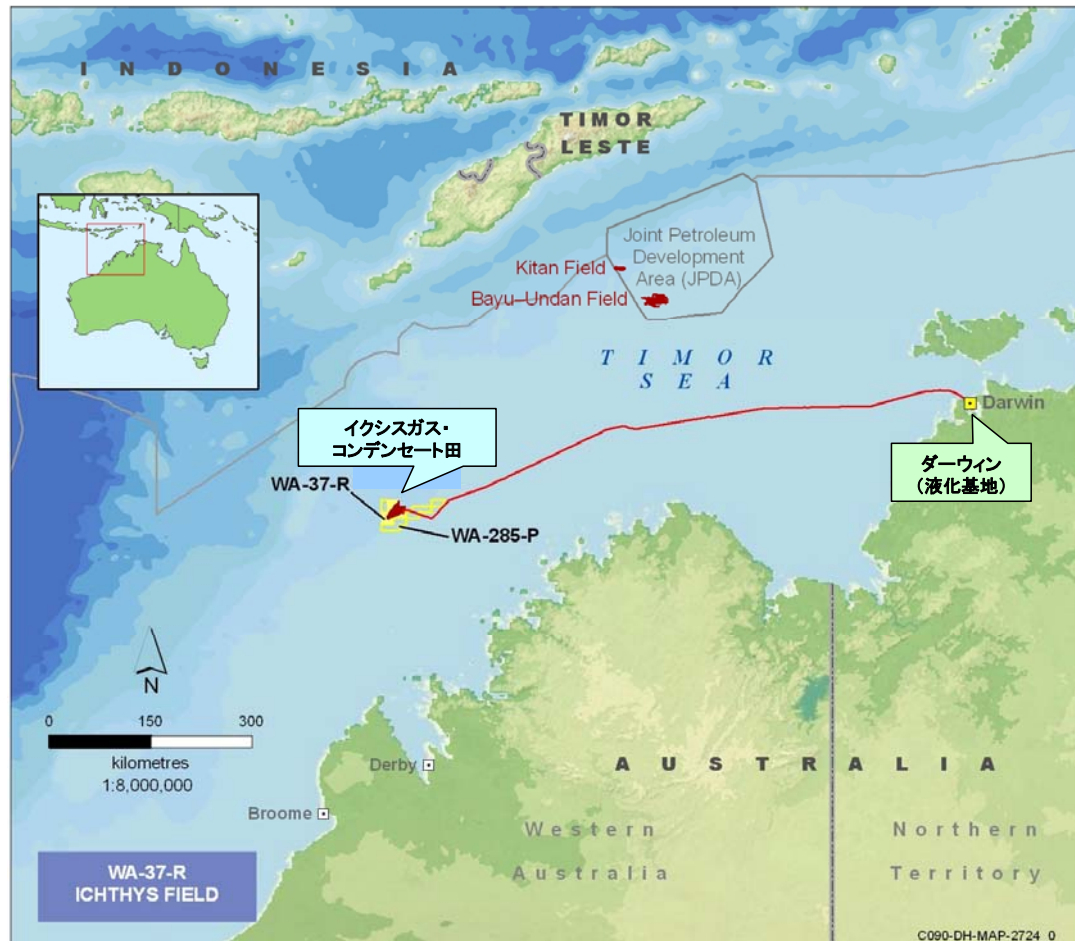 I N D O N E S I A
TIMOR
LESTE
Joint Petroleum
Development
Area (JPDA)
Kitan Field
Bayu-Undan Field
T I M O R
S E A
Darwin
イクシスガス・
コンデンセート田
ダーウィン
（液化基地）
WA-37-R
WA-285-P
N
0 150 300
kilometres
1:8,000,000
Derby
Broome
A U S T R A L I A
Western
Australia
Northern
Territory
WA-37-R
ICHTHYS FIELD
C090-DH-MAP-2724_0